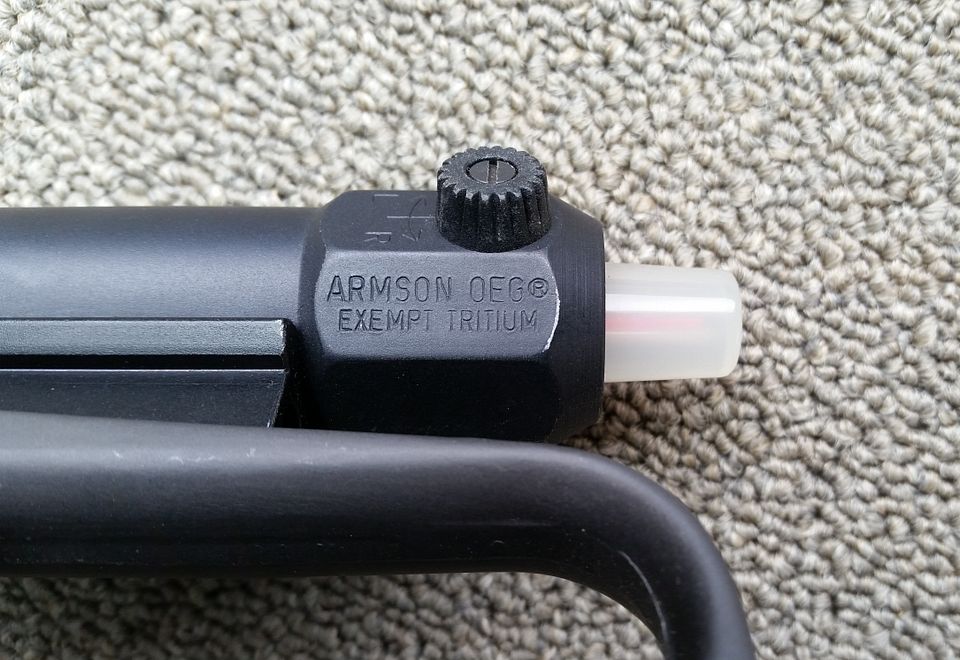 L
R
ARMSON OEG®
EXEMPT TRITIUM